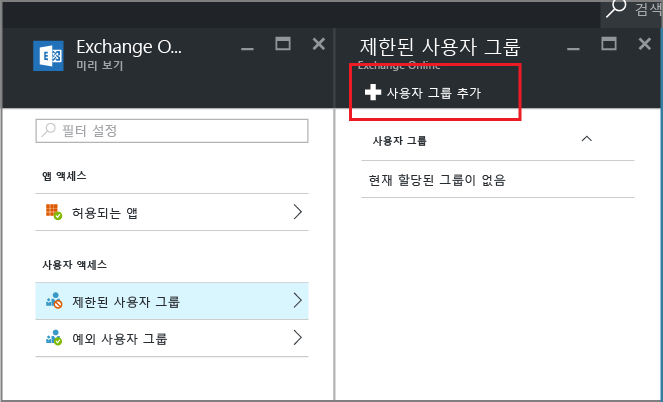 검색
Exchange O...
미리 보기
필터 설정
앱 액세스
허용되는 앱
사용자 액세스
제한된 사용자 그룹
예외 사용자 그룹
제한된 사용자 그룹
Exchange Online
사용자 그룹 추가
사용자 그룹
현재 할당된 그룹이 없음